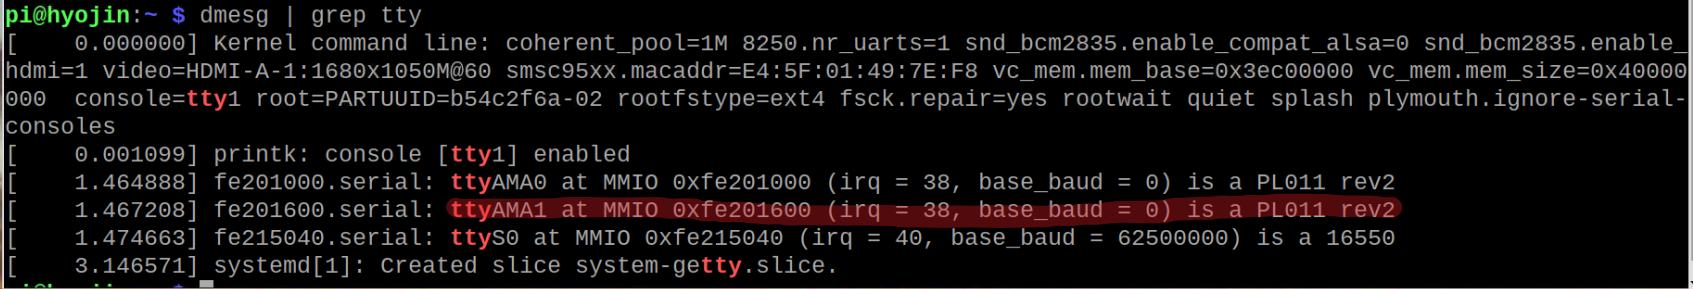 pi@hyojin:~ $ dmesg | grep tty
[    0.000000] Kernel command line: coherent_pool=1M 8250.nr_uarts=1 snd_bcm2835.enable_compat_alsa=0 snd_bcm2835.enable_
hdmi=1 video=HDMI-A-1:1680x1050M@60 smsc95xx.macaddr=E4:5F:01:49:7E:F8 vc_mem.mem_base=0x3ec00000 vc_mem.mem_size=0x40000
000  console=tty1 root=PARTUUID=b54c2f6a-02 rootfstype=ext4 fsck.repair=yes rootwait quiet splash plymouth.ignore-serial-
consoles
[    0.001099] printk: console [tty1] enabled
[    1.464888] fe201000.serial: ttyAMA0 at MMIO 0xfe201000 (irq = 38, base_baud = 0) is a PL011 rev2
[    1.467208] fe201600.serial: ttyAMA1 at MMIO 0xfe201600 (irq = 38, base_baud = 0) is a PL011 rev2
[    1.474663] fe215040.serial: ttyS0 at MMIO 0xfe215040 (irq = 40, base_baud = 62500000) is a 16550
[    3.146571] systemd[1]: Created slice system-getty.slice.